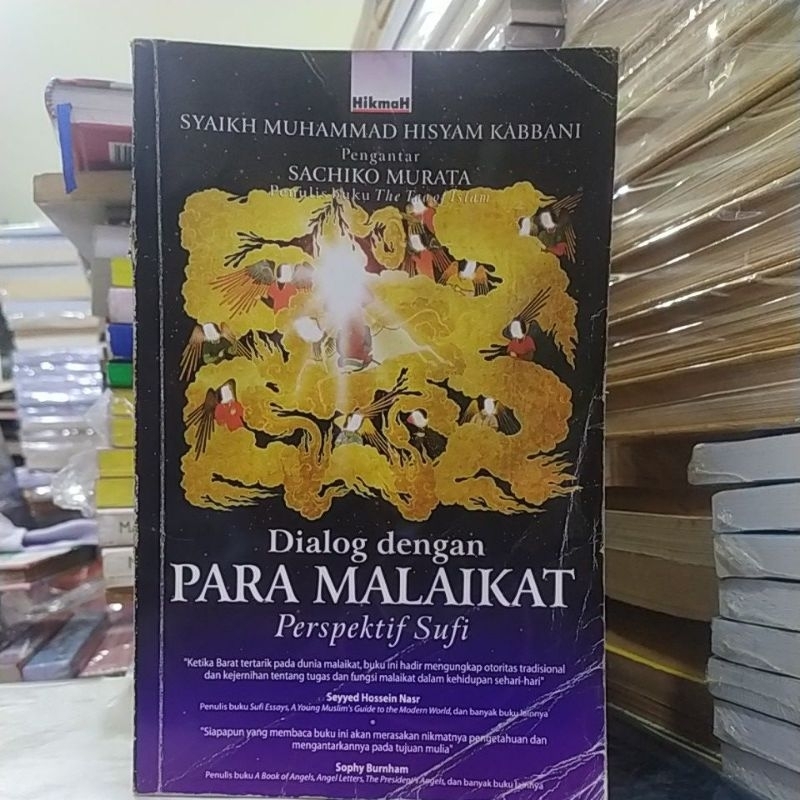 HikmaH
SYAIKH MUHAMMAD HISYAM KABBANI
Pengantar
SACHIKO MURATA
Penulis buku The Tao of Islam
Dialog dengan
PARA MALAIKAT
Perspektif Sufi
"Ketika Barat tertarik pada dunia malaikat, buku ini hadir mengungkap otoritas tradisional
dan kejernihan tentang tugas dan fungsi malaikat dalam kehidupan sehari-hari"
Seyyed Hossein Nasr
Penulis buku Sufi Essays, A Young Muslim's Guide to the Modern World, dan banyak buku lainnya
"Siapapun yang membaca buku ini akan merasakan nikmatnya pengetahuan dan
mengantarkannya pada tujuan mulia"
Sophy Burnham
Penulis buku A Book of Angels, Angel Letters, The President's Angels, dan banyak buku lainnya